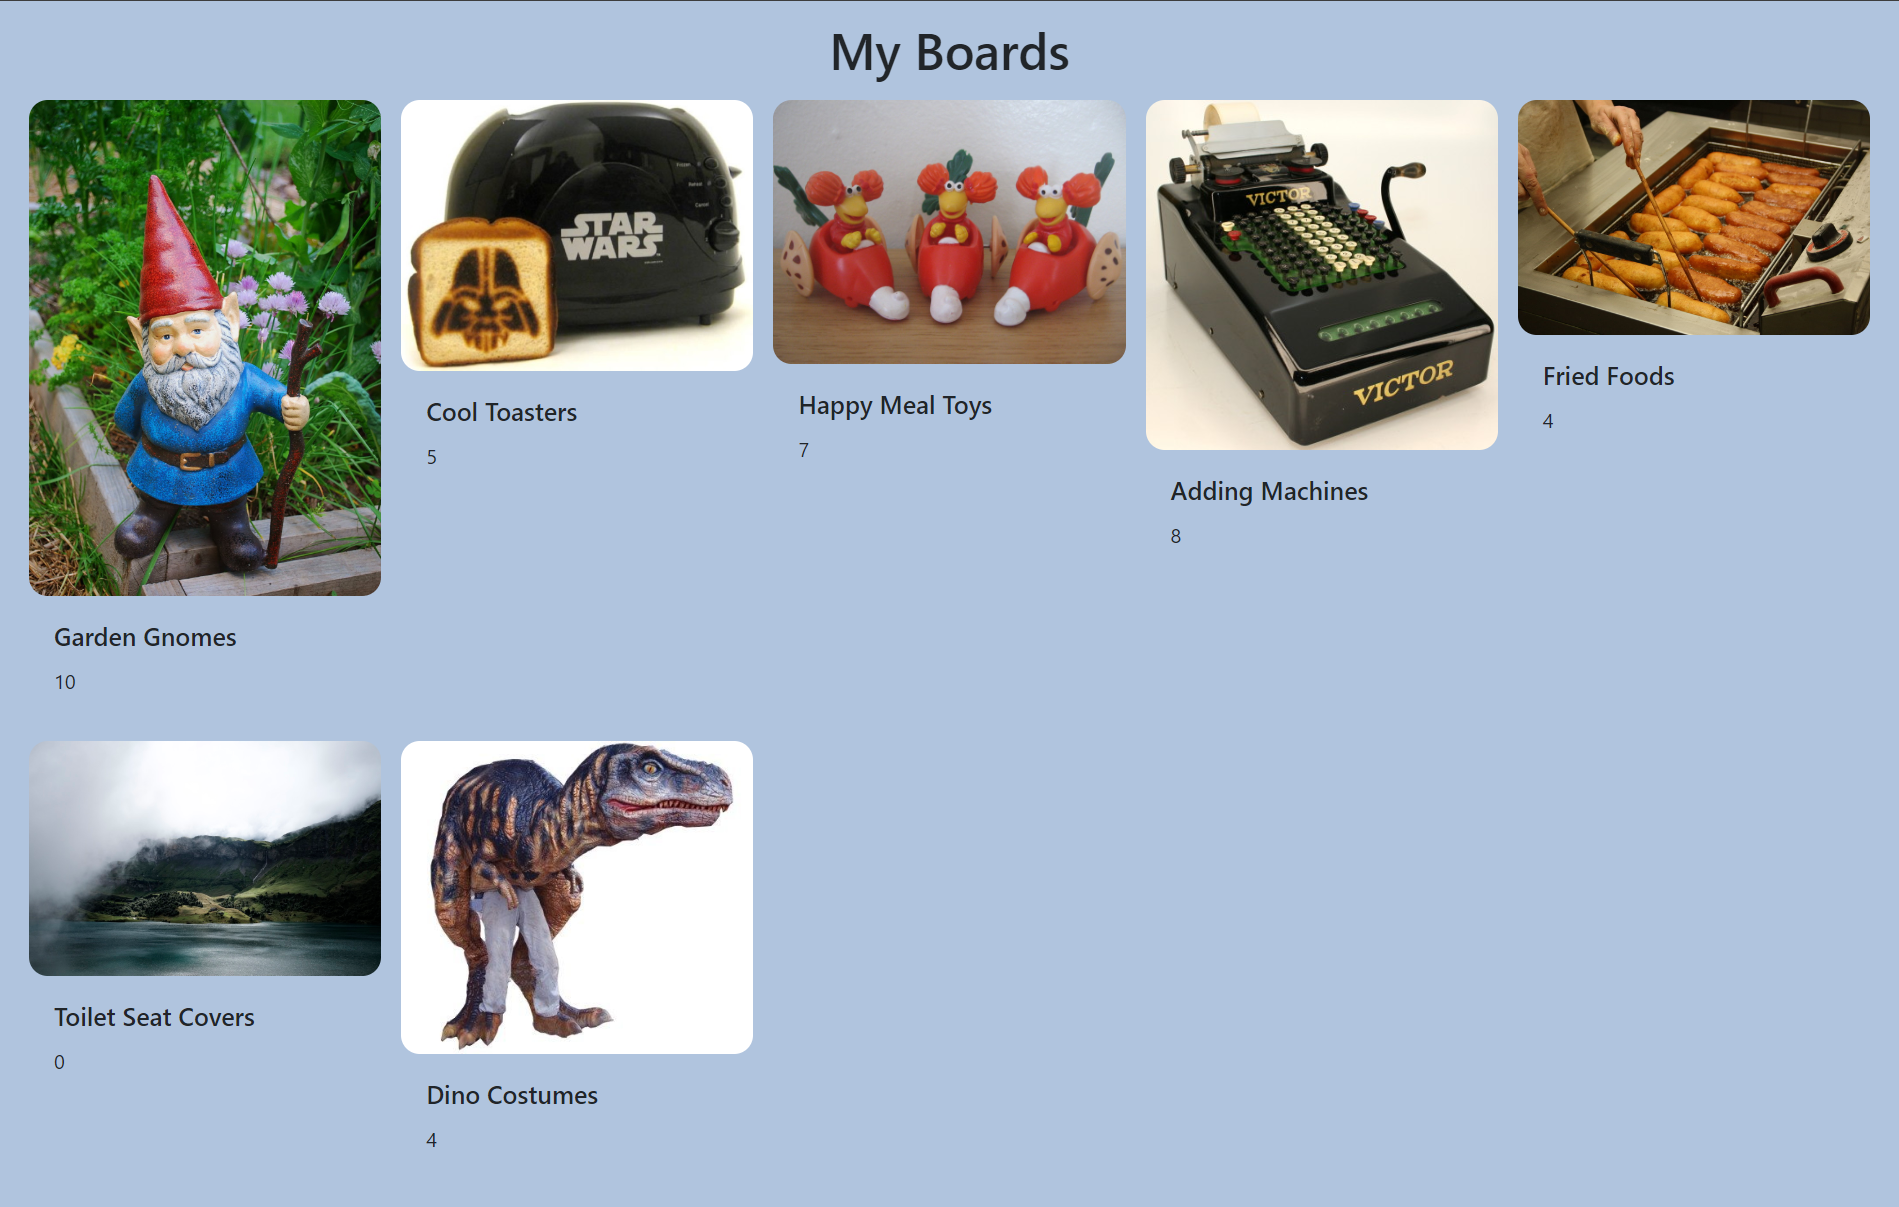 My Boards
STAR
WARS
VICTOR
VICTOR
Fried Foods
4
Happy Meal Toys
7
Cool Toasters
5
Adding Machines
8
Garden Gnomes
10
Toilet Seat Covers
0
Dino Costumes
4